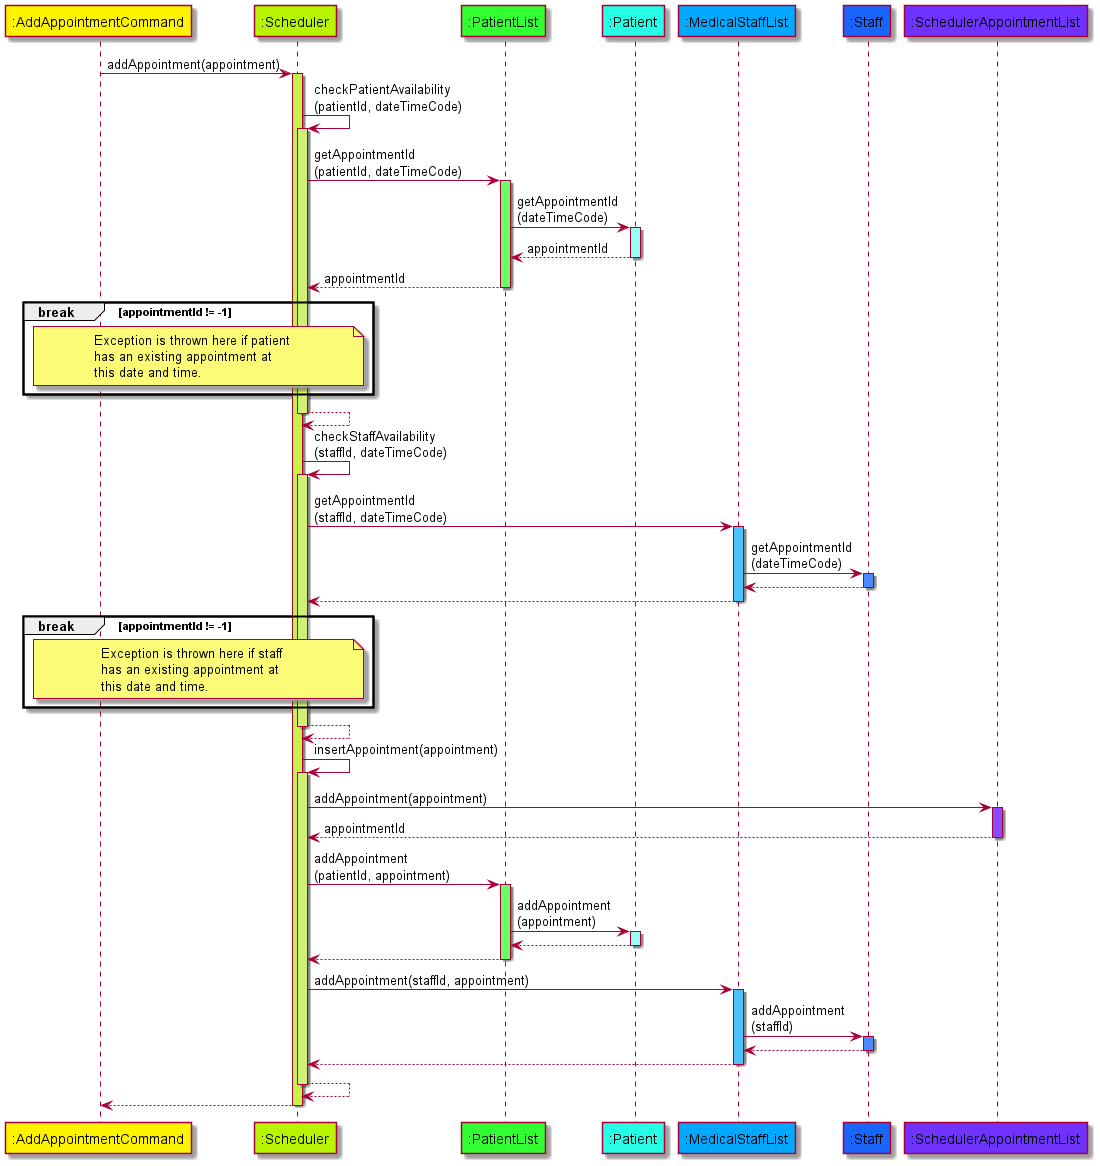 :AddAppointmentCommand
:Scheduler
:PatientList
:Patient
:MedicalStaffList
:Staff
:SchedulerAppointmentList
addAppointment(appointment)
checkPatientAvailability
(patientId, dateTimeCode)
getAppointmentId
(patientId, dateTimeCode)
getAppointmentId
(dateTimeCode)
appointmentId
appointmentId
break
[appointmentId != -1]
Exception is thrown here if patient
has an existing appointment at
this date and time.
checkStaffAvailability
(staffId, dateTimeCode)
getAppointmentId
(staffId, dateTimeCode)
getAppointmentId
(dateTimeCode)
break
[appointmentId != -1]
Exception is thrown here if staff
has an existing appointment at
this date and time.
insertAppointment(appointment)
addAppointment(appointment)
appointmentId
addAppointment
(patientId, appointment)
addAppointment
(appointment)
addAppointment(staffId, appointment)
addAppointment
(staffId)
:AddAppointmentCommand
:Scheduler
:PatientList
:Patient
:MedicalStaffList
:Staff
:SchedulerAppointmentList